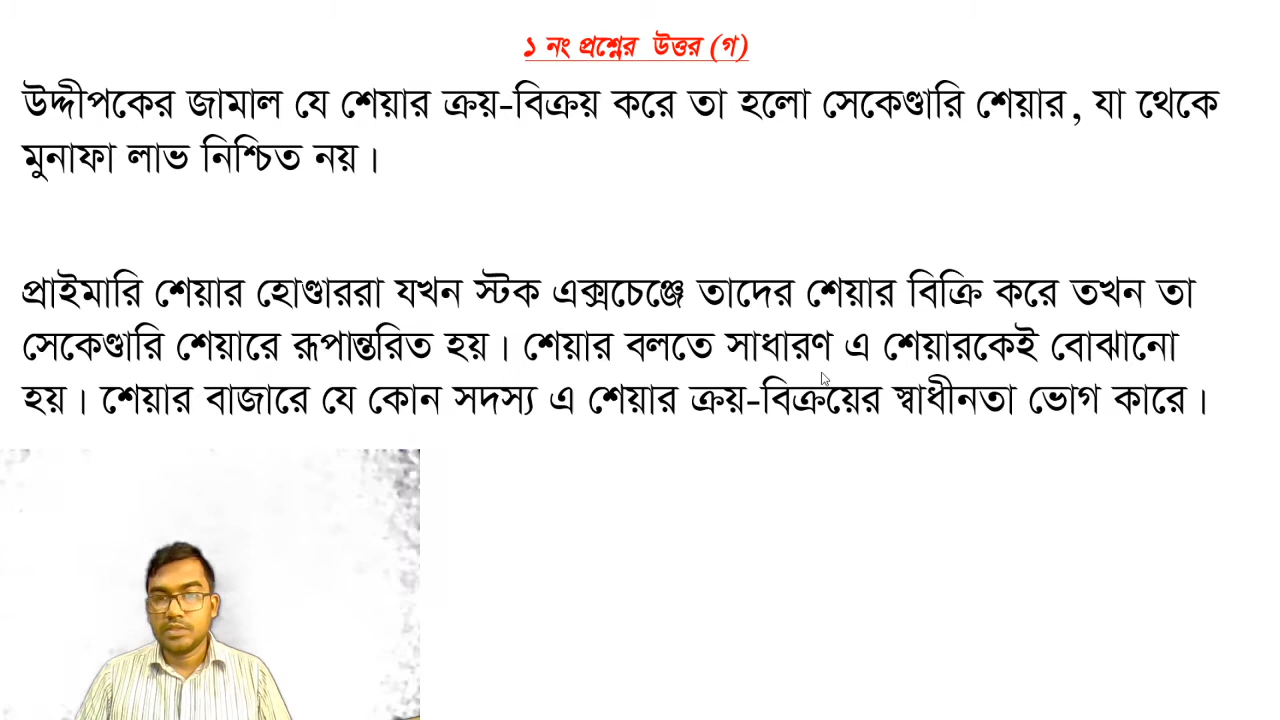 ১ নং প্রশ্নের উত্তর (গ)
উদ্দীপকের জামাল যে শেয়ার ক্রয়-বিক্রয় করে তা হলো সেকেণ্ডারি শেয়ার, যা থেকে
মুনাফা লাভ নিশ্চিত নয়।
প্রাইমারি শেয়ার হোণ্ডাররা যখন স্টক এক্সচেঞ্জে তাদের শেয়ার বিক্রি করে তখন তা
সেকেণ্ডারি শেয়ারে রূপান্তরিত হয়। শেয়ার বলতে সাধারণ এ শেয়ারকেই বোঝানো
হয়। শেয়ার বাজারে যে কোন সদস্য এ শেয়ার ক্রয়-বিক্রয়ের স্বাধীনতা ভোগ কারে।